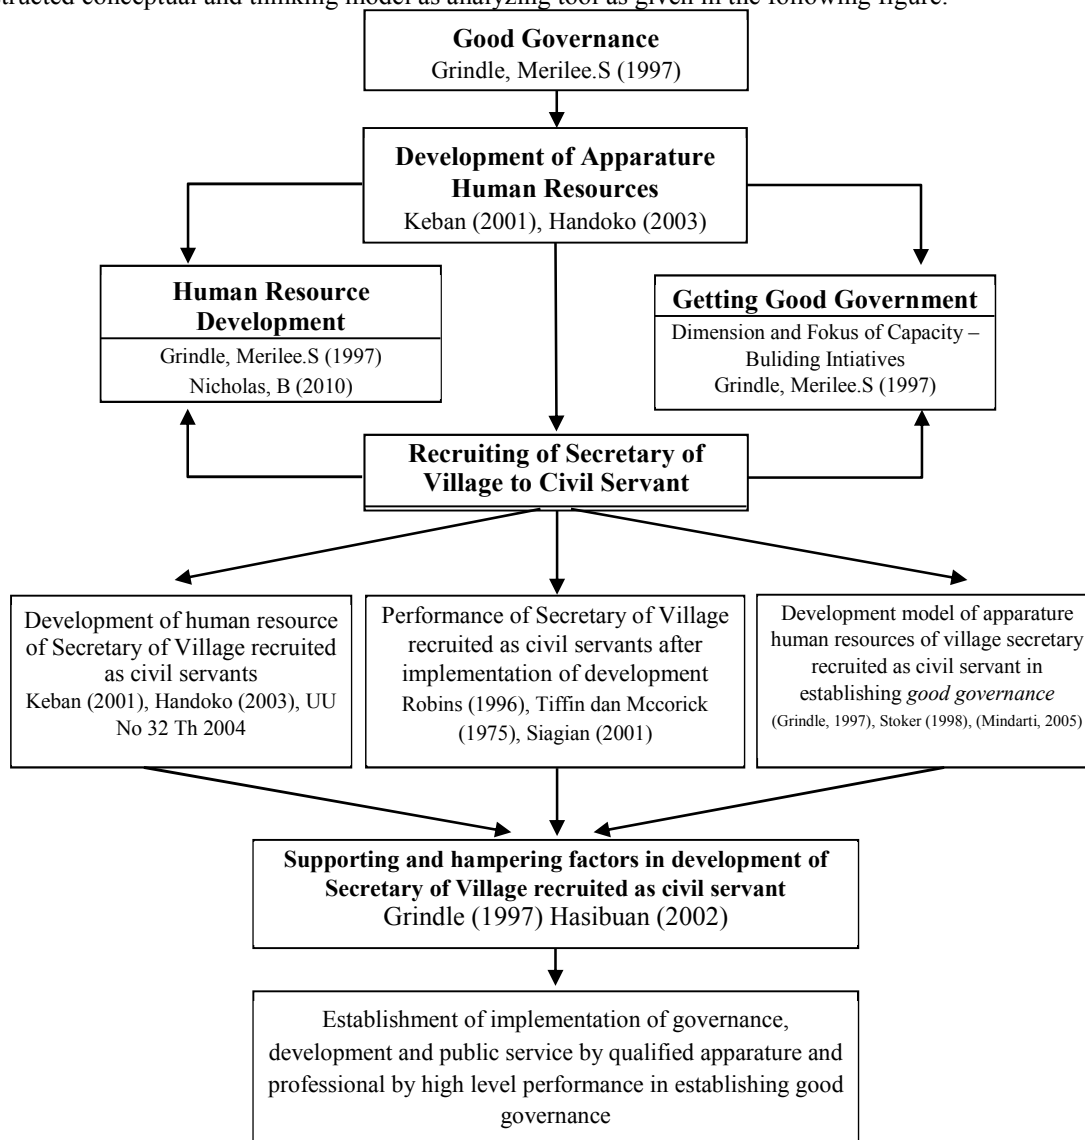 structed conceptual and thinking model as analyzing tool as given in the following figure.
Good Governance
Grindle, Merilee.S (1997)
Development of Apparature
Human Resources
Keban (2001), Handoko (2003)
Human Resource
Development
Grindle, Merilee.S (1997)
Nicholas, B (2010)
Getting Good Government
Dimension and Fokus of Capacity –
Buliding Intiatives
Grindle, Merilee.S (1997)
Recruiting of Secretary of
Village to Civil Servant
Development of human resource
of Secretary of Village recruited
as civil servants
Keban (2001), Handoko (2003), UU
No 32 Th 2004
Performance of Secretary of Village
recruited as civil servants after
implementation of development
Robins (1996), Tiffin dan Mccorick
(1975), Siagian (2001)
Development model of apparature
human resources of village secretary
recruited as civil servant in
establishing good governance
(Grindle, 1997), Stoker (1998), (Mindarti, 2005)
Supporting and hampering factors in development of
Secretary of Village recruited as civil servant
Grindle (1997) Hasibuan (2002)
Establishment of implementation of governance,
development and public service by qualified apparature and
professional by high level performance in establishing good
governance